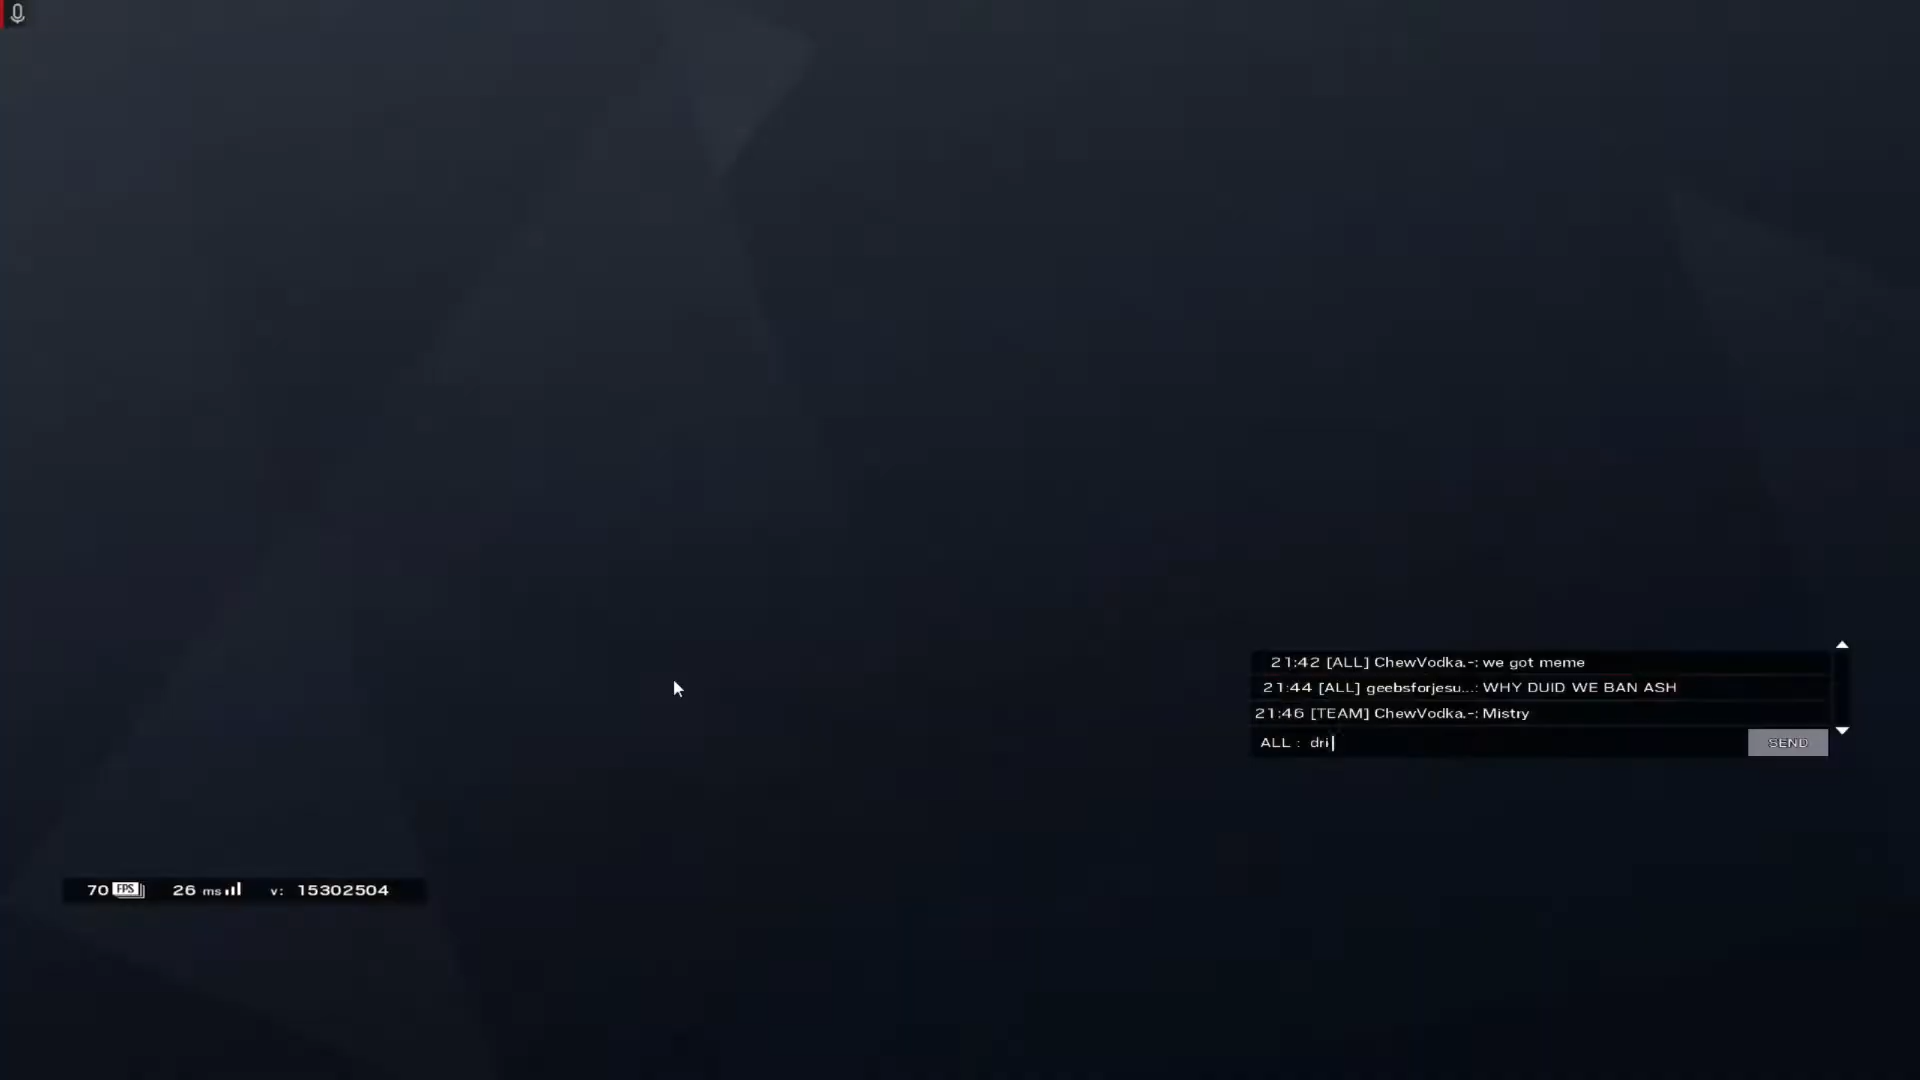 21:42 [ALL] ChewVodka.-: we got meme
21:44 [ALL] geebsforjesu...: WHY DUID WE BAN ASH
21:46 [TEAM] ChewVodka.-: Mistry
ALL : dri
SEND
70 FPS 26 ms v: 15302504